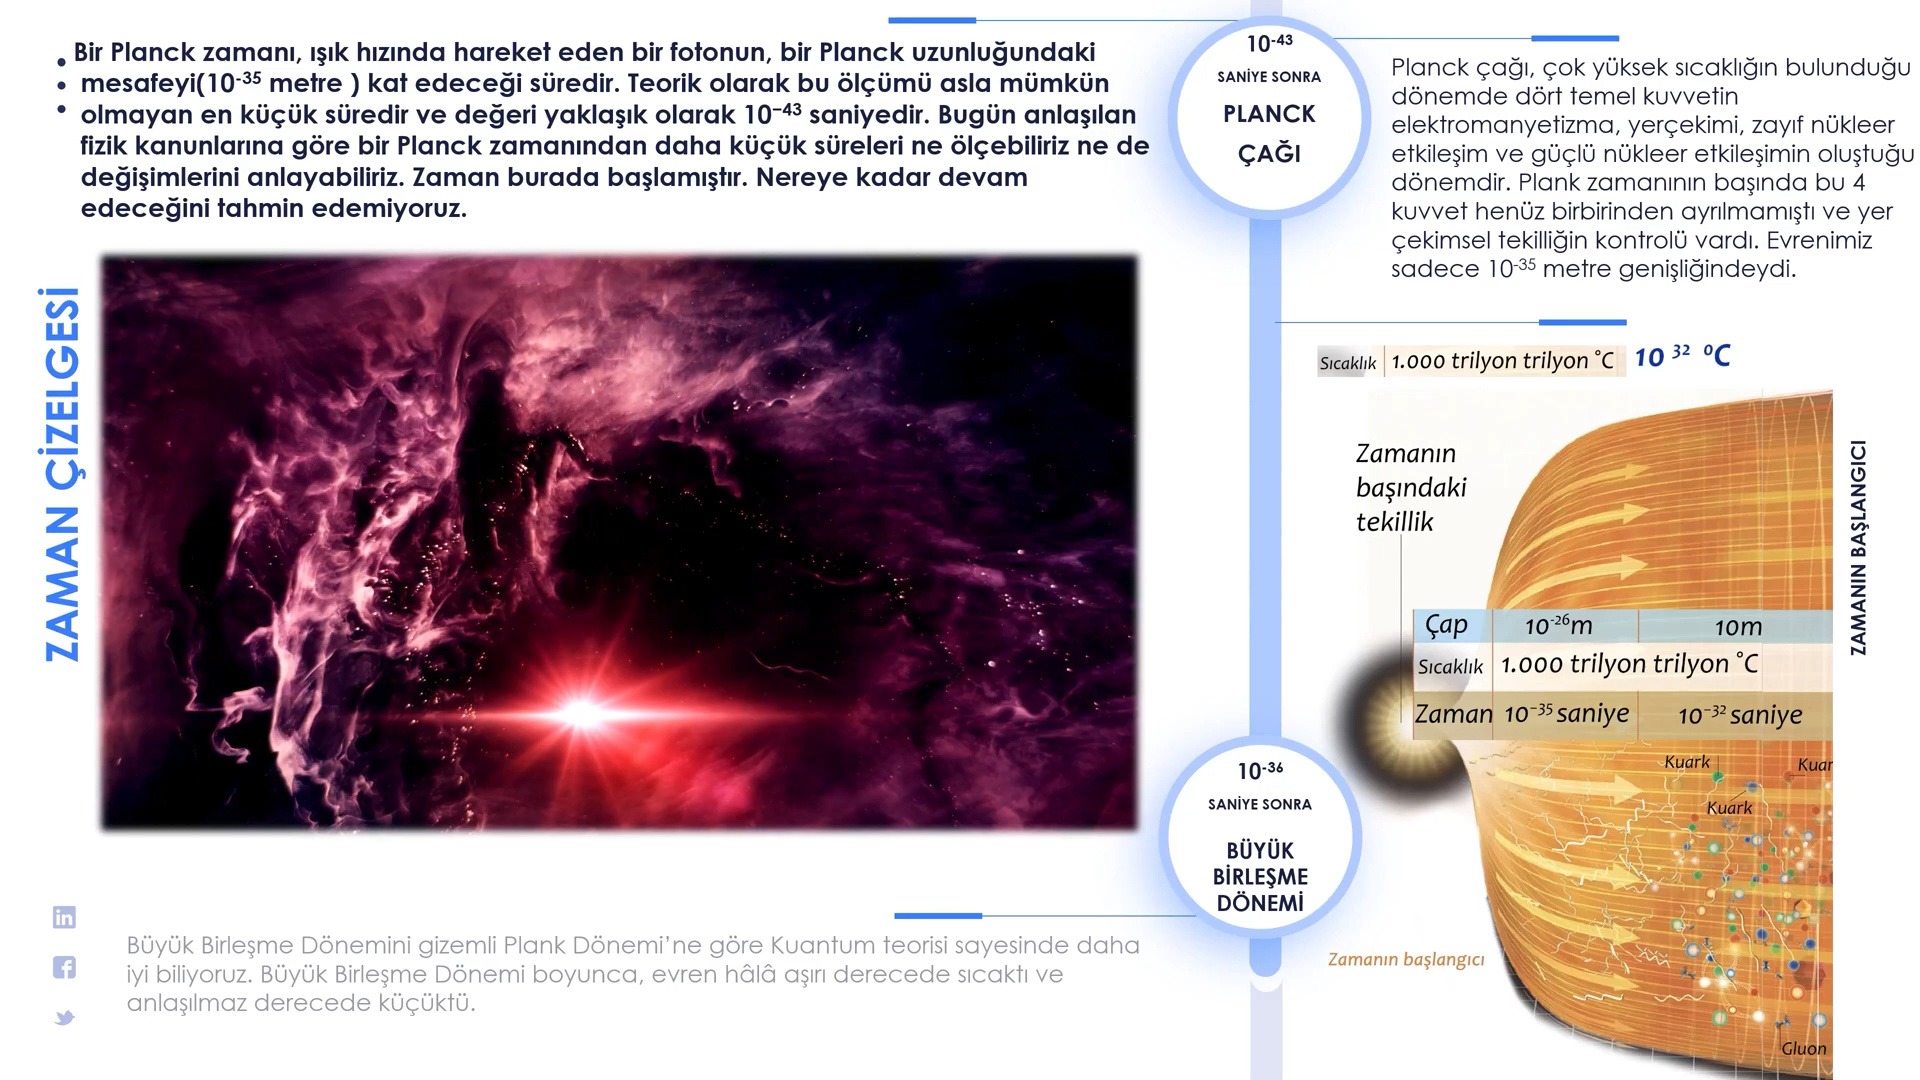 Bir Planck zamanı, ışık hızında hareket eden bir fotonun, bir Planck uzunluğundaki
mesafeyi(10⁻³⁵ metre ) kat edeceği süredir. Teorik olarak bu ölçümü asla mümkün
olmayan en küçük süredir ve değeri yaklaşık olarak 10⁻⁴³ saniyedir. Bugün anlaşılan
fizik kanunlarına göre bir Planck zamanından daha küçük süreleri ne ölçebiliriz ne de
değişimlerini anlayabiliriz. Zaman burada başlamıştır. Nereye kadar devam
edeceğini tahmin edemiyoruz.
10⁻⁴³
SANİYE SONRA
PLANCK
ÇAĞI
Planck çağı, çok yüksek sıcaklığın bulunduğu
dönemde dört temel kuvvetin
elektromanyetizma, yerçekimi, zayıf nükleer
etkileşim ve güçlü nükleer etkileşimin oluştuğu
dönemdir. Plank zamanının başında bu 4
kuvvet henüz birbirinden ayrılmamıştı ve yer
çekimsel tekilliğin kontrolü vardı. Evrenimiz
sadece 10⁻³⁵ metre genişliğindeydi.
ZAMAN ÇİZELGESİ
Sıcaklık 1.000 trilyon trilyon °C 10 ³² ⁰C
Zamanın
başındaki
tekillik
Çap 10⁻²⁶m 10m
Sıcaklık 1.000 trilyon trilyon °C
Zaman 10⁻³⁵ saniye 10⁻³² saniye
Kuark
Kuar
Kuark
Gluon
Zamanın başlangıcı
ZAMANIN BAŞLANGICI
10⁻³⁶
SANİYE SONRA
BÜYÜK
BİRLEŞME
DÖNEMİ
Büyük Birleşme Dönemini gizemli Plank Dönemi’ne göre Kuantum teorisi sayesinde daha
iyi biliyoruz. Büyük Birleşme Dönemi boyunca, evren hâlâ aşırı derecede sıcaktı ve
anlaşılmaz derecede küçüktü.